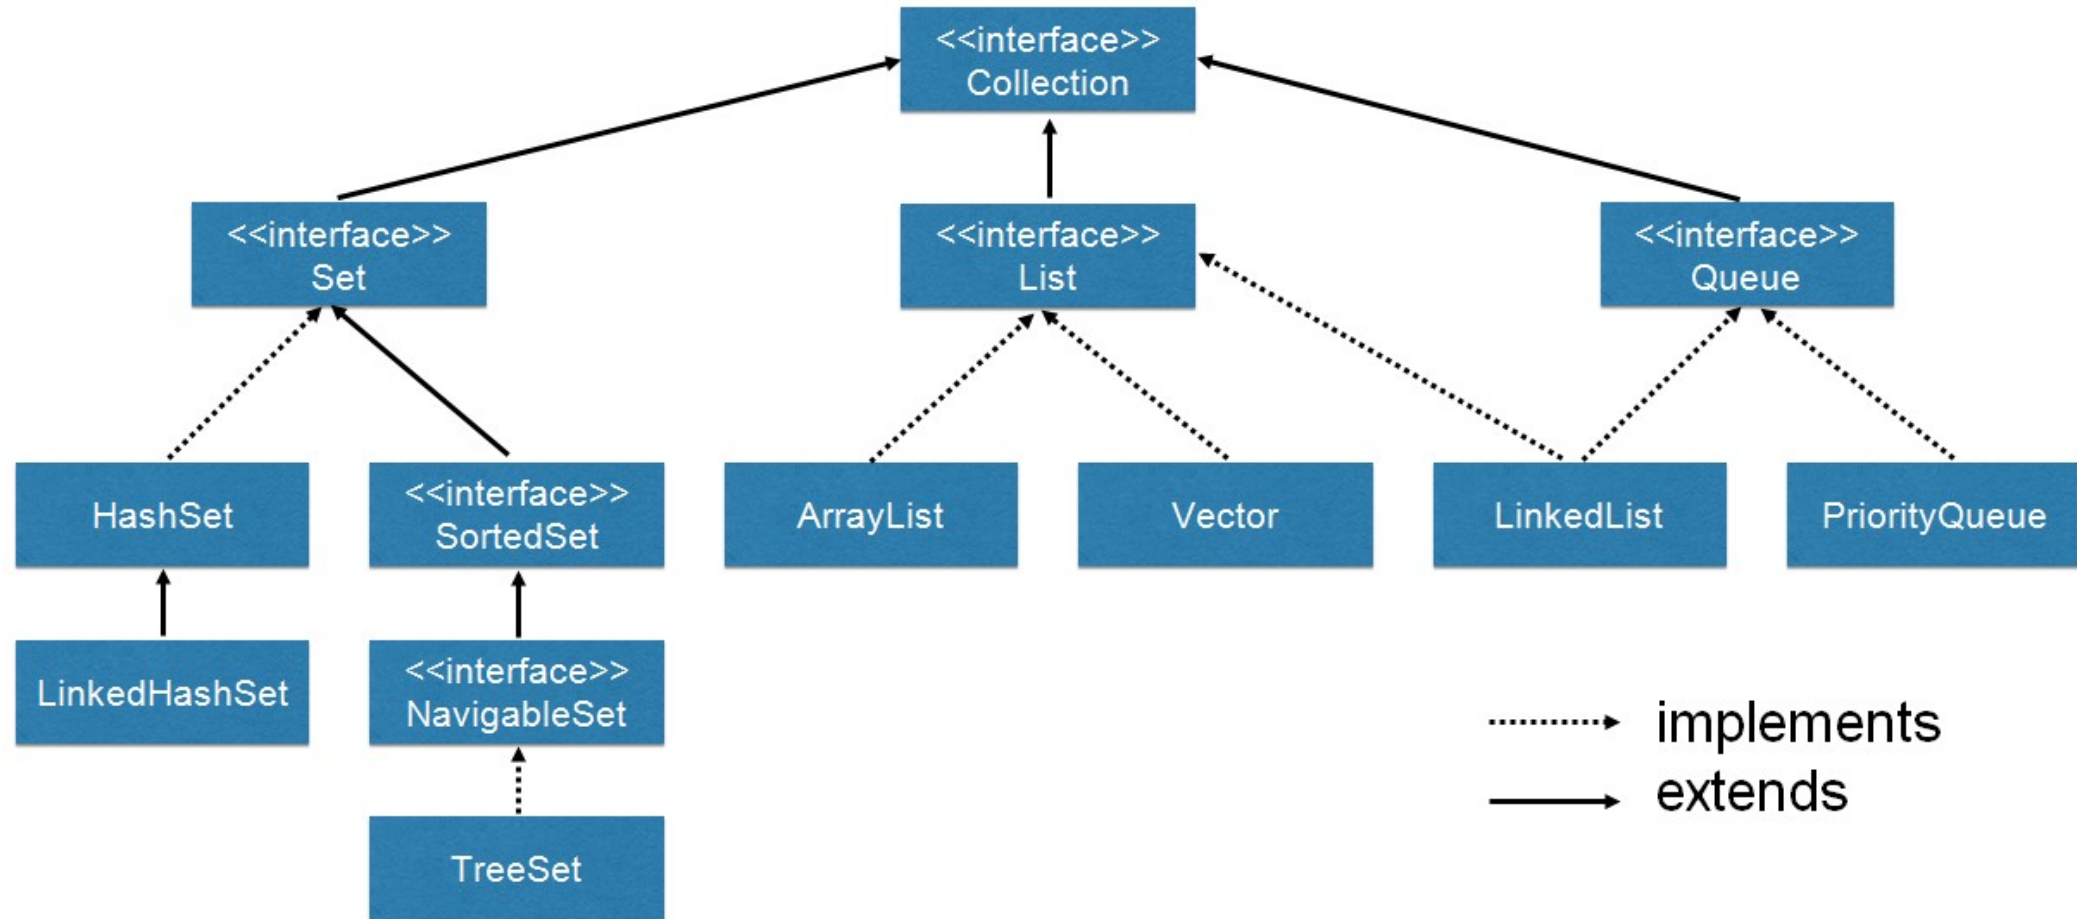 <<interface>>
Collection
<<interface>>
Set
<<interface>>
List
<<interface>>
Queue
HashSet
<<interface>>
SortedSet
ArrayList
Vector
LinkedList
PriorityQueue
LinkedHashSet
<<interface>>
NavigableSet
TreeSet
implements
extends